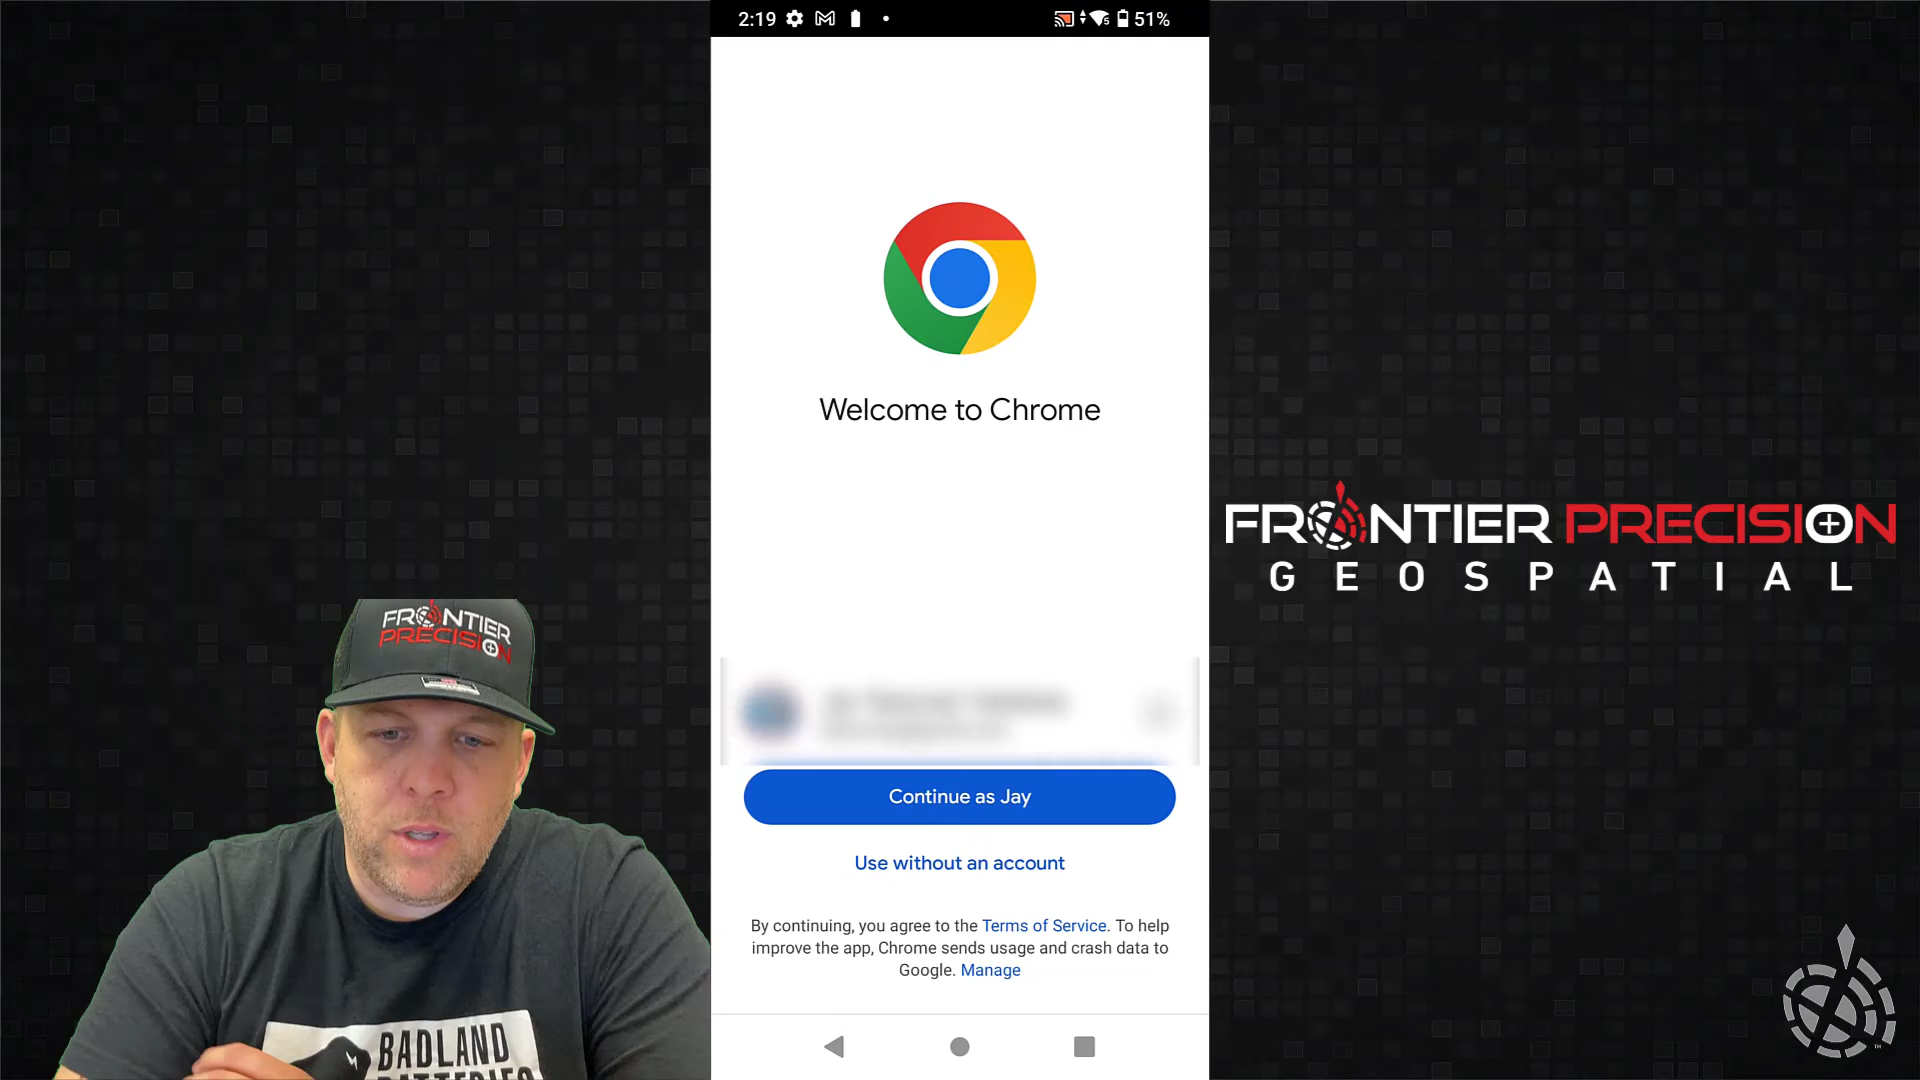 2:19
51%
Welcome to Chrome
Continue as Jay
Use without an account
By continuing, you agree to the Terms of Service. To help
improve the app, Chrome sends usage and crash data to
Google. Manage
FRONTIER PRECISION
GEOSPATIAL
TM
FRONTIER
PRECISION
BADLAND
BATTERIES